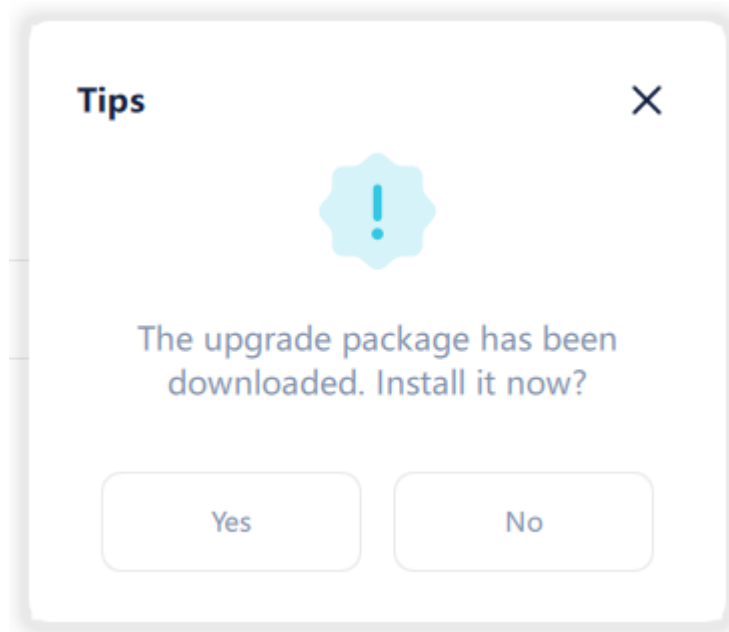 Tips
The upgrade package has been
downloaded. Install it now?
Yes
No